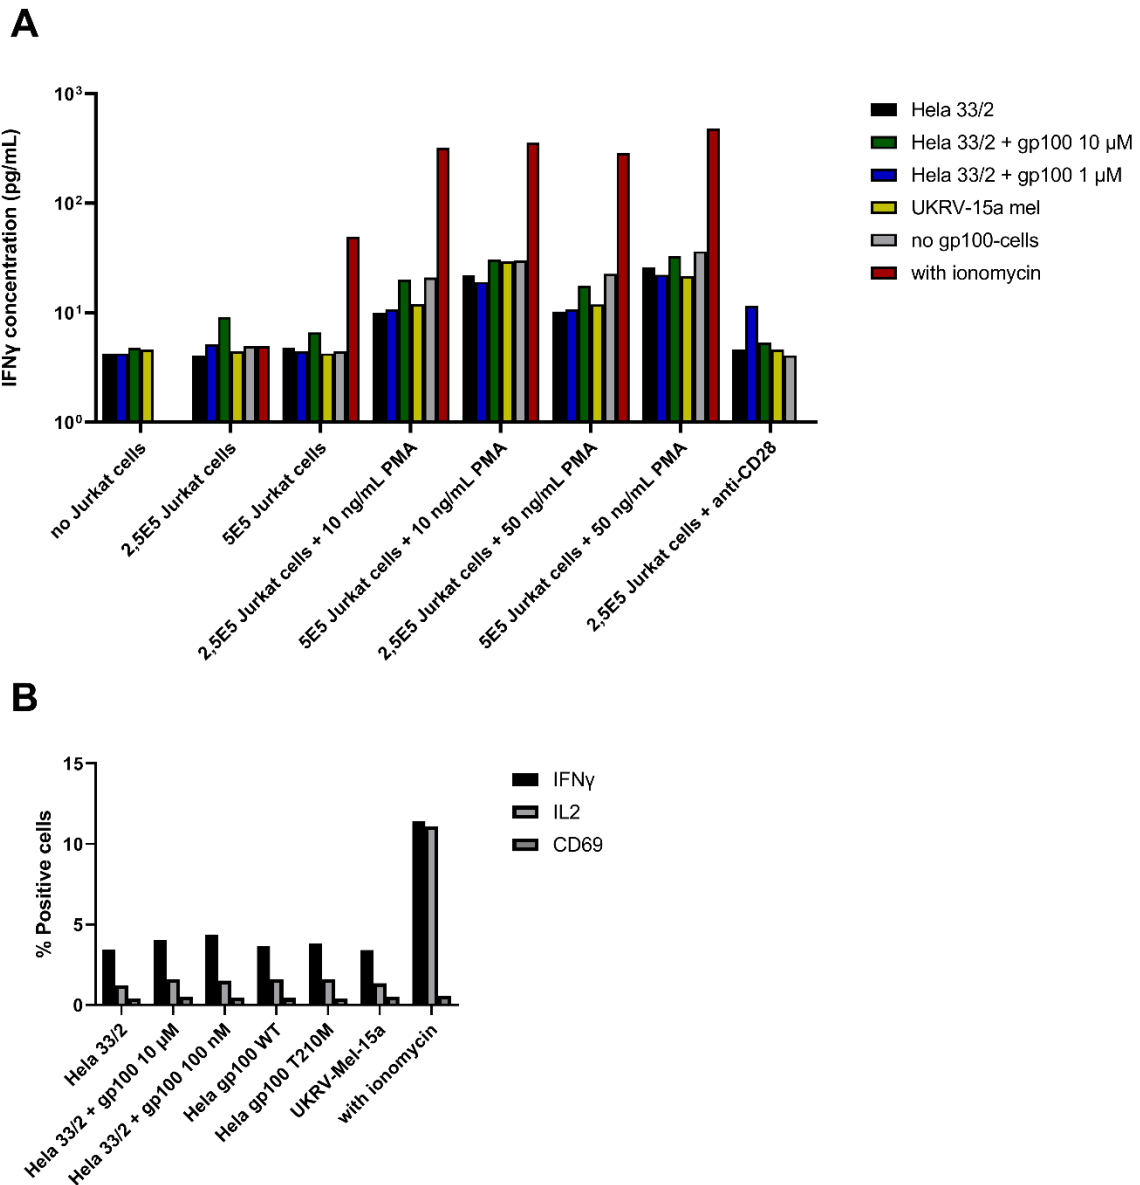 A
IFNγ concentration (pg/mL)
10³
10²
10¹
10⁰
no Jurkat cells
2,5E5 Jurkat cells
5E5 Jurkat cells
2,5E5 Jurkat cells + 10 ng/mL PMA
5E5 Jurkat cells + 10 ng/mL PMA
2,5E5 Jurkat cells + 50 ng/mL PMA
5E5 Jurkat cells + 50 ng/mL PMA
2,5E5 Jurkat cells + anti-CD28
Hela 33/2
Hela 33/2 + gp100 10 µM
Hela 33/2 + gp100 1 µM
UKRV-15a mel
no gp100-cells
with ionomycin
B
% Positive cells
15
10
5
0
Hela 33/2
Hela 33/2 + gp100 10 µM
Hela 33/2 + gp100 100 nM
Hela gp100 WT
Hela gp100 T210M
UKRV-Mel-15a
with ionomycin
IFNγ
IL2
CD69